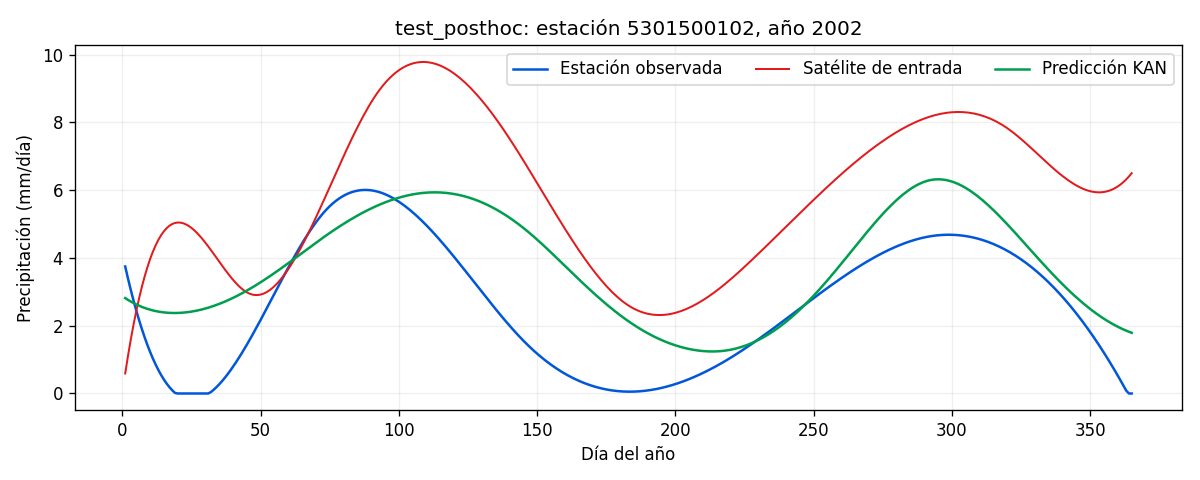 test_posthoc: estación 5301500102, año 2002
Estación observada Satélite de entrada Predicción KAN
Precipitación (mm/día)
10
8
6
4
2
0
0 50 100 150 200 250 300 350
Día del año